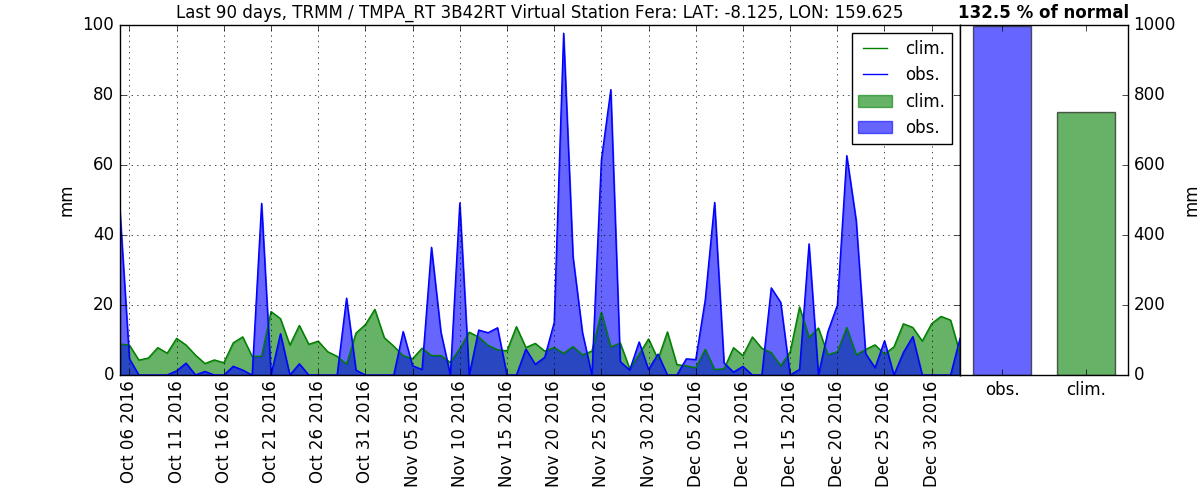 Last 90 days, TRMM / TMPA_RT 3B42RT Virtual Station Fera: LAT: -8.125, LON: 159.625
132.5 % of normal
100
80
60
40
20
0
mm
clim.
obs.
clim.
obs.
1000
800
600
400
200
0
mm
obs.
clim.
Oct 06 2016
Oct 11 2016
Oct 16 2016
Oct 21 2016
Oct 26 2016
Oct 31 2016
Nov 05 2016
Nov 10 2016
Nov 15 2016
Nov 20 2016
Nov 25 2016
Nov 30 2016
Dec 05 2016
Dec 10 2016
Dec 15 2016
Dec 20 2016
Dec 25 2016
Dec 30 2016